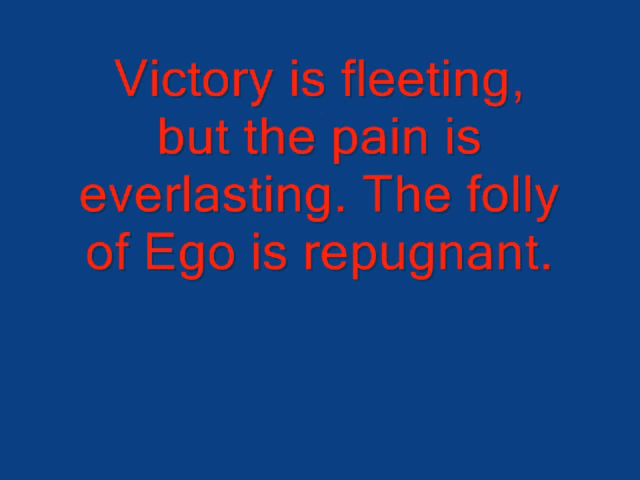 Victory is fleeting,
but the pain is
everlasting. The folly
of Ego is repugnant.